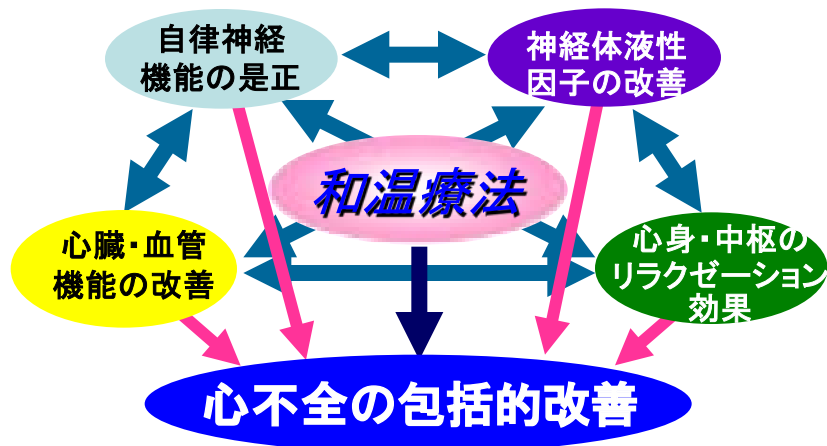 自律神経
機能の是正
神経体液性
因子の改善
和温療法
心臓・血管
機能の改善
心身・中枢の
リラクゼーション
効果
心不全の包括的改善